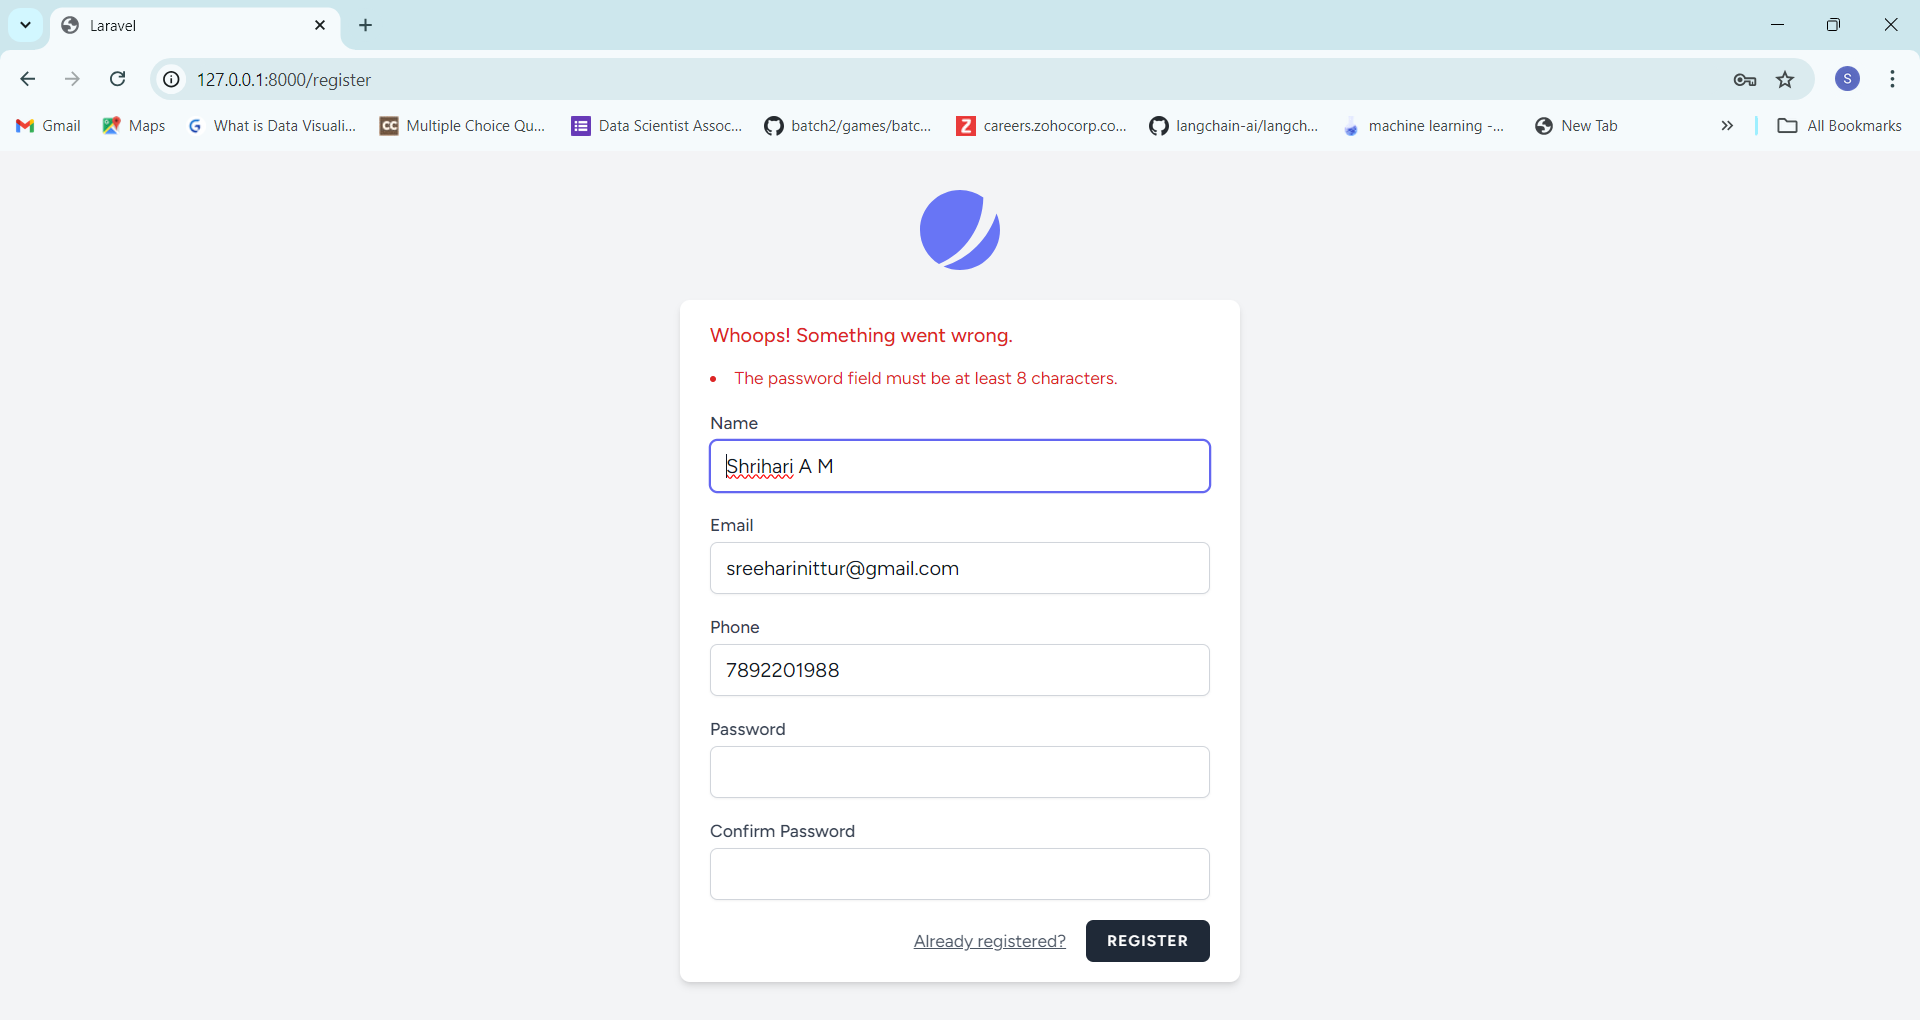 Laravel
127.0.0.1:8000/register
S
Gmail
Maps
What is Data Visuali...
Multiple Choice Qu...
Data Scientist Assoc...
batch2/games/batc...
careers.zohocorp.co...
langchain-ai/langch...
machine learning -...
New Tab
All Bookmarks
Whoops! Something went wrong.
The password field must be at least 8 characters.
Name
Shrihari A M
Email
sreeharinittur@gmail.com
Phone
7892201988
Password
Confirm Password
Already registered?
REGISTER